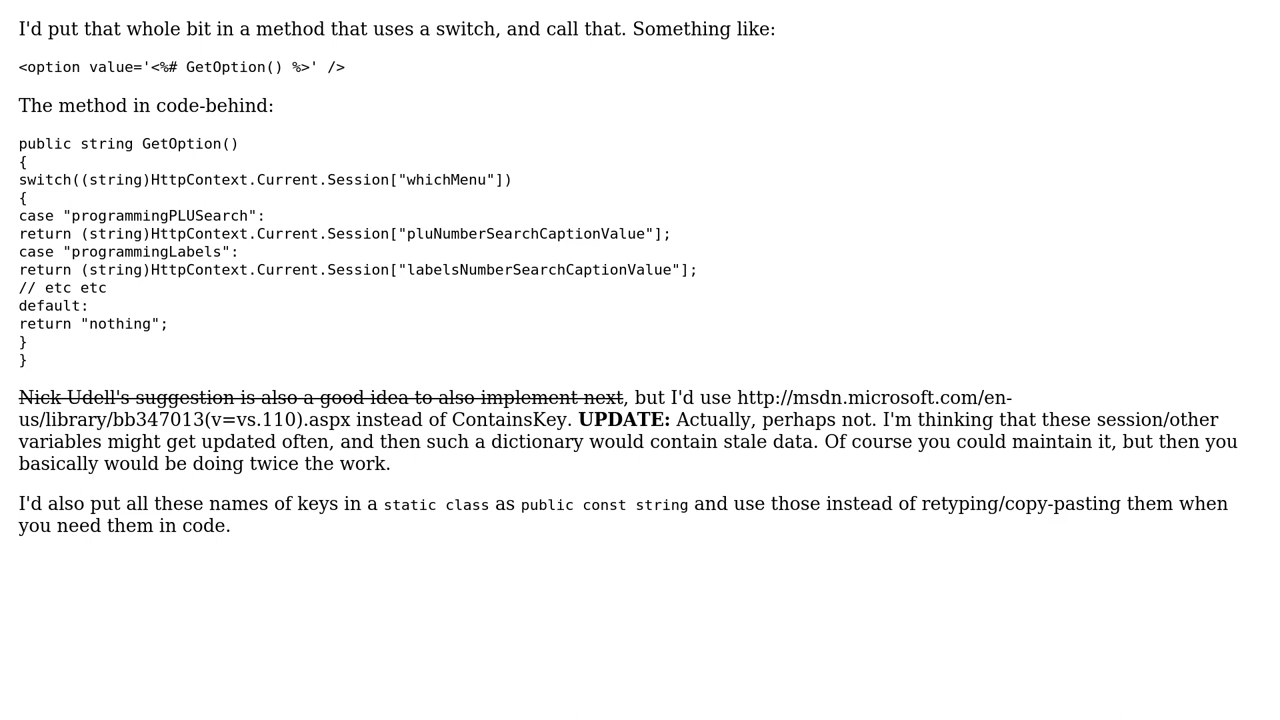 I'd put that whole bit in a method that uses a switch, and call that. Something like:
<option value='<%# GetOption() %>' />
The method in code-behind:
public string GetOption()
{
switch((string)HttpContext.Current.Session["whichMenu"])
{
case "programmingPLUSearch":
return (string)HttpContext.Current.Session["pluNumberSearchCaptionValue"];
case "programmingLabels":
return (string)HttpContext.Current.Session["labelsNumberSearchCaptionValue"];
// etc etc
default:
return "nothing";
}
}
Nick Udell's suggestion is also a good idea to also implement next, but I'd use http://msdn.microsoft.com/en-
us/library/bb347013(v=vs.110).aspx instead of ContainsKey. UPDATE: Actually, perhaps not. I'm thinking that these session/other
variables might get updated often, and then such a dictionary would contain stale data. Of course you could maintain it, but then you
basically would be doing twice the work.
I'd also put all these names of keys in a static class as public const string and use those instead of retyping/copy-pasting them when
you need them in code.